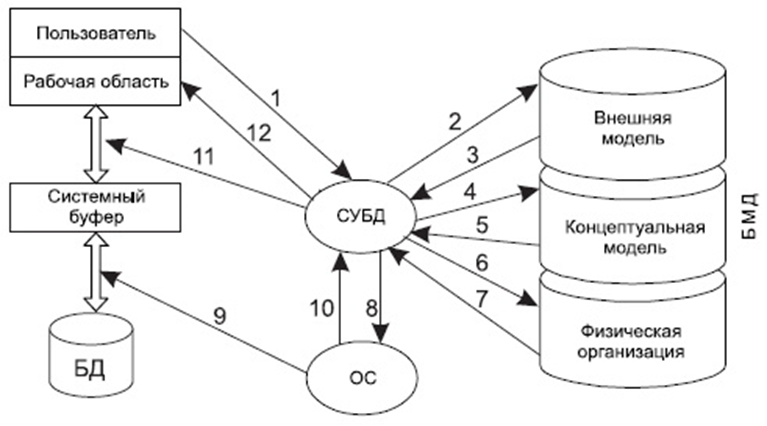 Пользователь
Рабочая область
1
12
11
Системный
буфер
9
БД
СУБД
10
8
ОС
2
3
4
5
6
7
Внешняя
модель
Концептуальная
модель
Физическая
организация
БМД